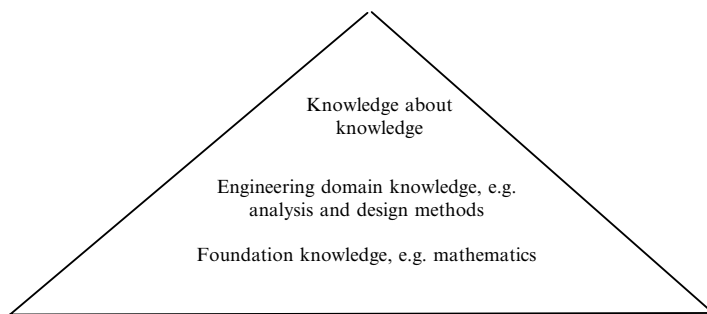 Knowledge about
knowledge
Engineering domain knowledge, e.g.
analysis and design methods
Foundation knowledge, e.g. mathematics